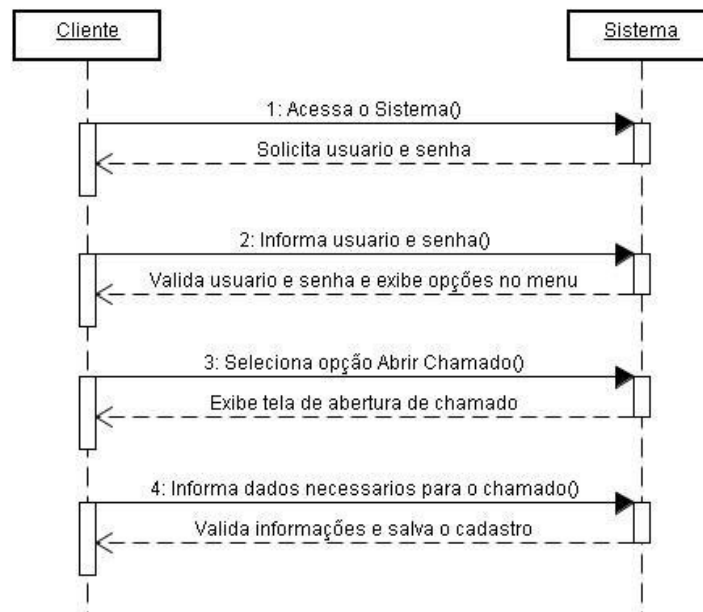 Cliente
Sistema
1: Acessa o Sistema()
Solicita usuario e senha
2: Informa usuario e senha()
Valida usuario e senha e exibe opções no menu
3: Seleciona opção Abrir Chamado()
Exibe tela de abertura de chamado
4: Informa dados necessarios para o chamado()
Valida informações e salva o cadastro